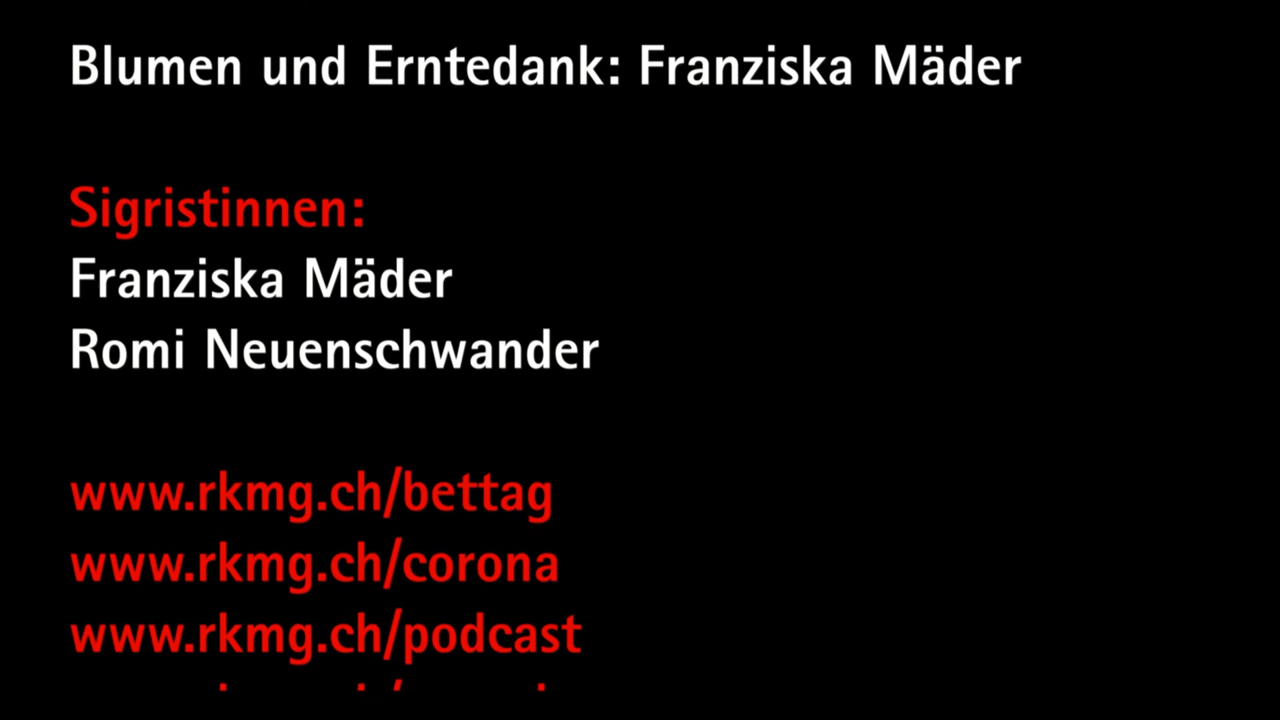 Blumen und Erntedank: Franziska Mäder
Sigristinnen:
Franziska Mäder
Romi Neuenschwander
www.rkmg.ch/bettag
www.rkmg.ch/corona
www.rkmg.ch/podcast